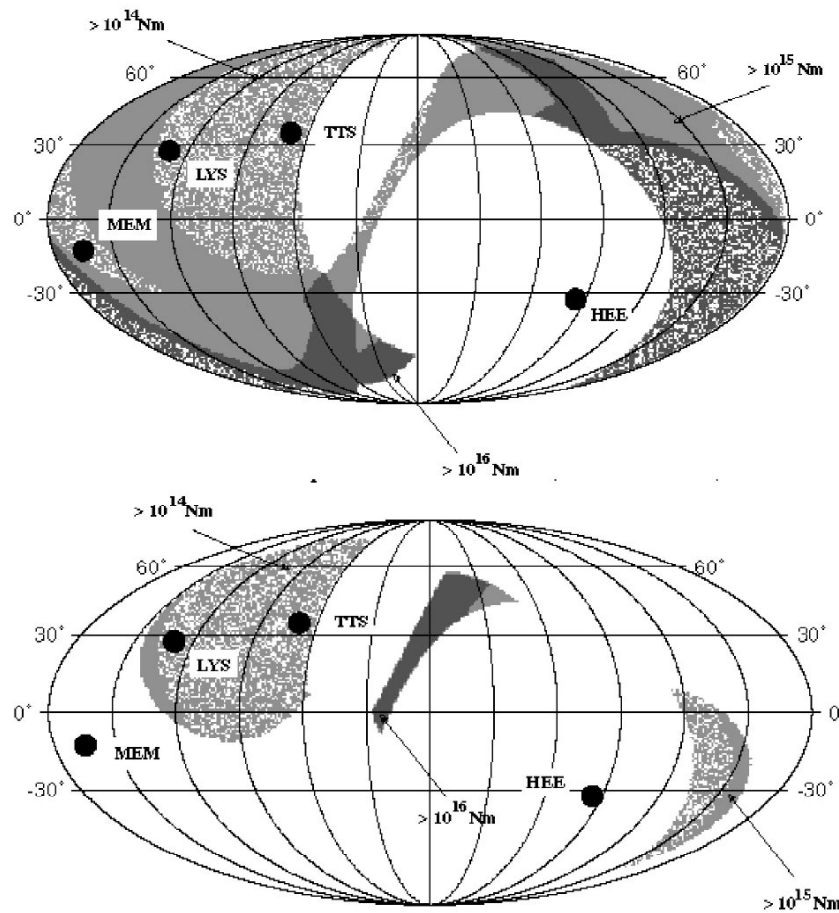 > 10^14 Nm
60˚
60˚
> 10^15 Nm
30˚
TTS
30˚
LYS
0˚
MEM
0˚
-30˚
HEE
-30˚
> 10^16 Nm
> 10^14 Nm
60˚
60˚
30˚
TTS
30˚
LYS
0˚
0
MEM
HEE
-30˚
-30˚
> 10^16 Nm
> 10^15 Nm